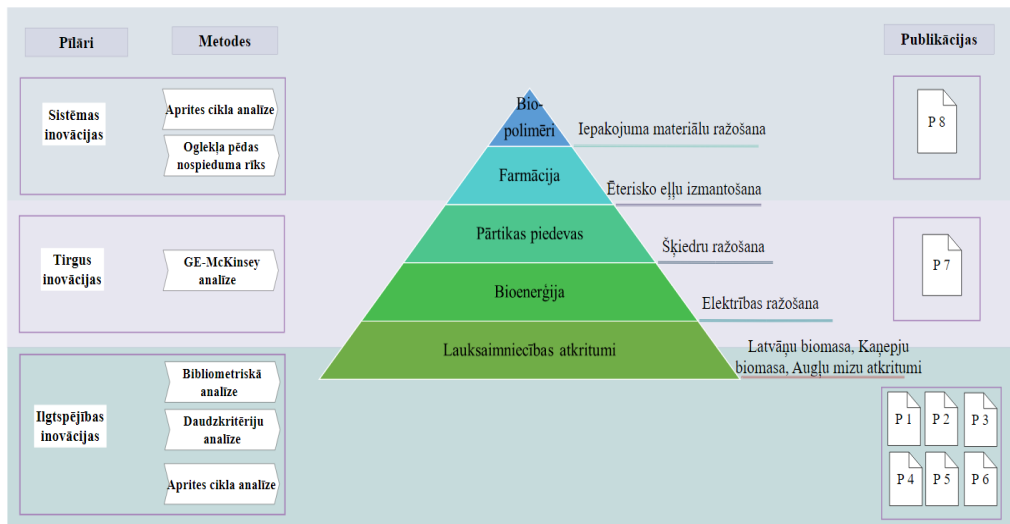 Pīlāri
Metodes
Publikācijas
Sistēmas
inovācijas
Aprites cikla analīze
Oglekļa pēdas
nospieduma rīks
Bio-
polimēri
Iepakojuma materiālu ražošana
P 8
Farmācija
Ēterisko eļļu izmantošana
Tirgus
inovācijas
GE-McKinsey
analīze
Pārtikas piedevas
Šķiedru ražošana
P 7
Bioenerģija
Elektrības ražošana
Lauksaimniecības atkritumi
Latvāņu biomasa, Kaņepju
biomasa, Augļu mizu atkritumi
Ilgtspējības
inovācijas
Bibliometriskā
analīze
Daudzkritēriju
analīze
Aprites cikla analīze
P 1
P 2
P 3
P 4
P 5
P 6